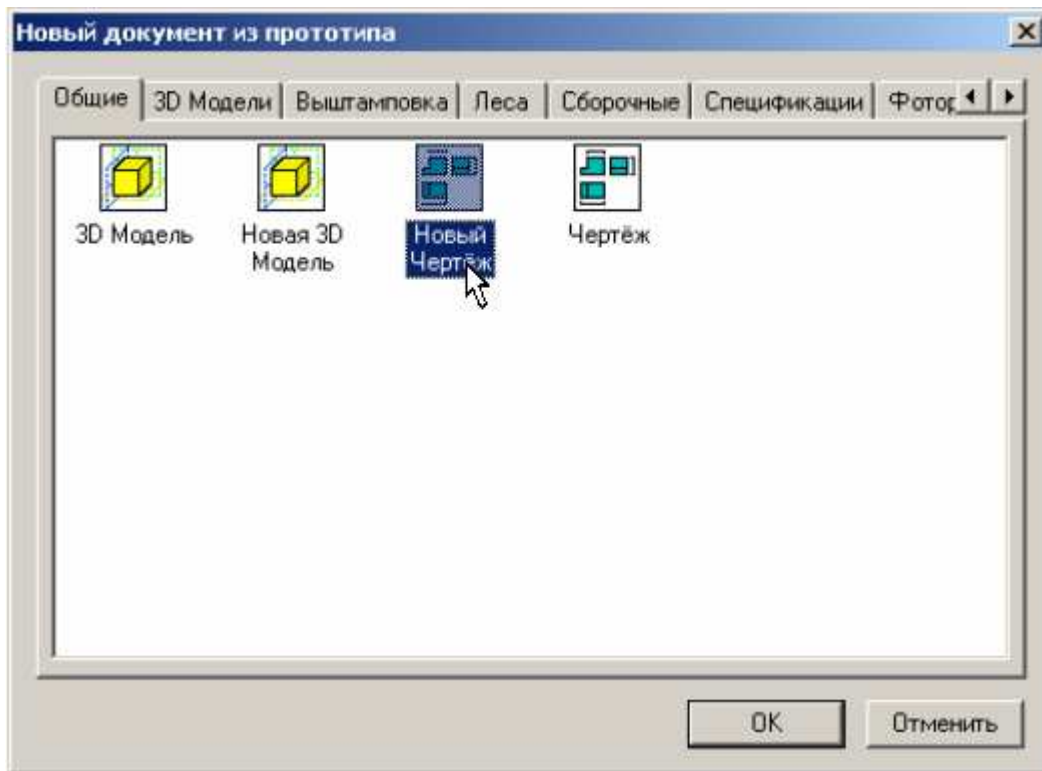 Новый документ из прототипа
Общие 3D Модели Выштамповка Леса Сборочные Спецификации Фотор
3D Модель Новая 3D Модель Новый Чертёж Чертёж
OK Отменить